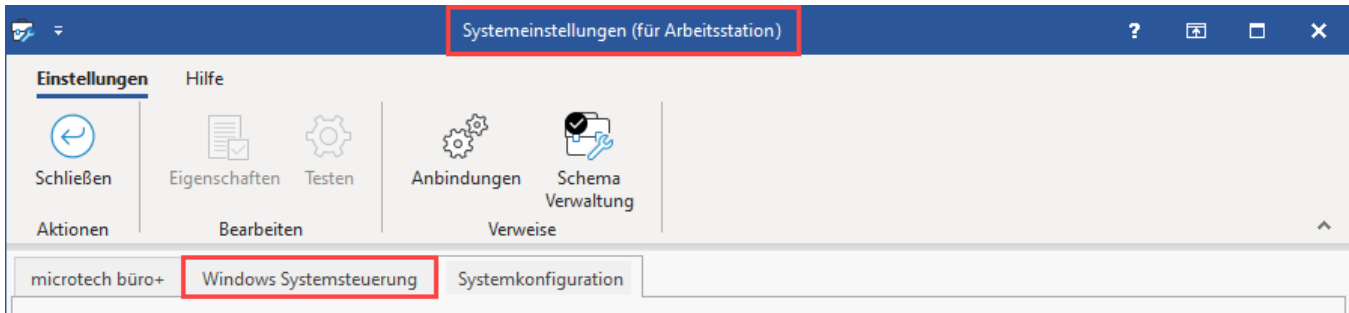 Systemeinstellungen (für Arbeitsstation)
?
Einstellungen Hilfe
Schließen Eigenschaften Testen Anbindungen Schema
Verwaltung
Aktionen Bearbeiten Verweise
microtech büro+ Windows Systemsteuerung Systemkonfiguration